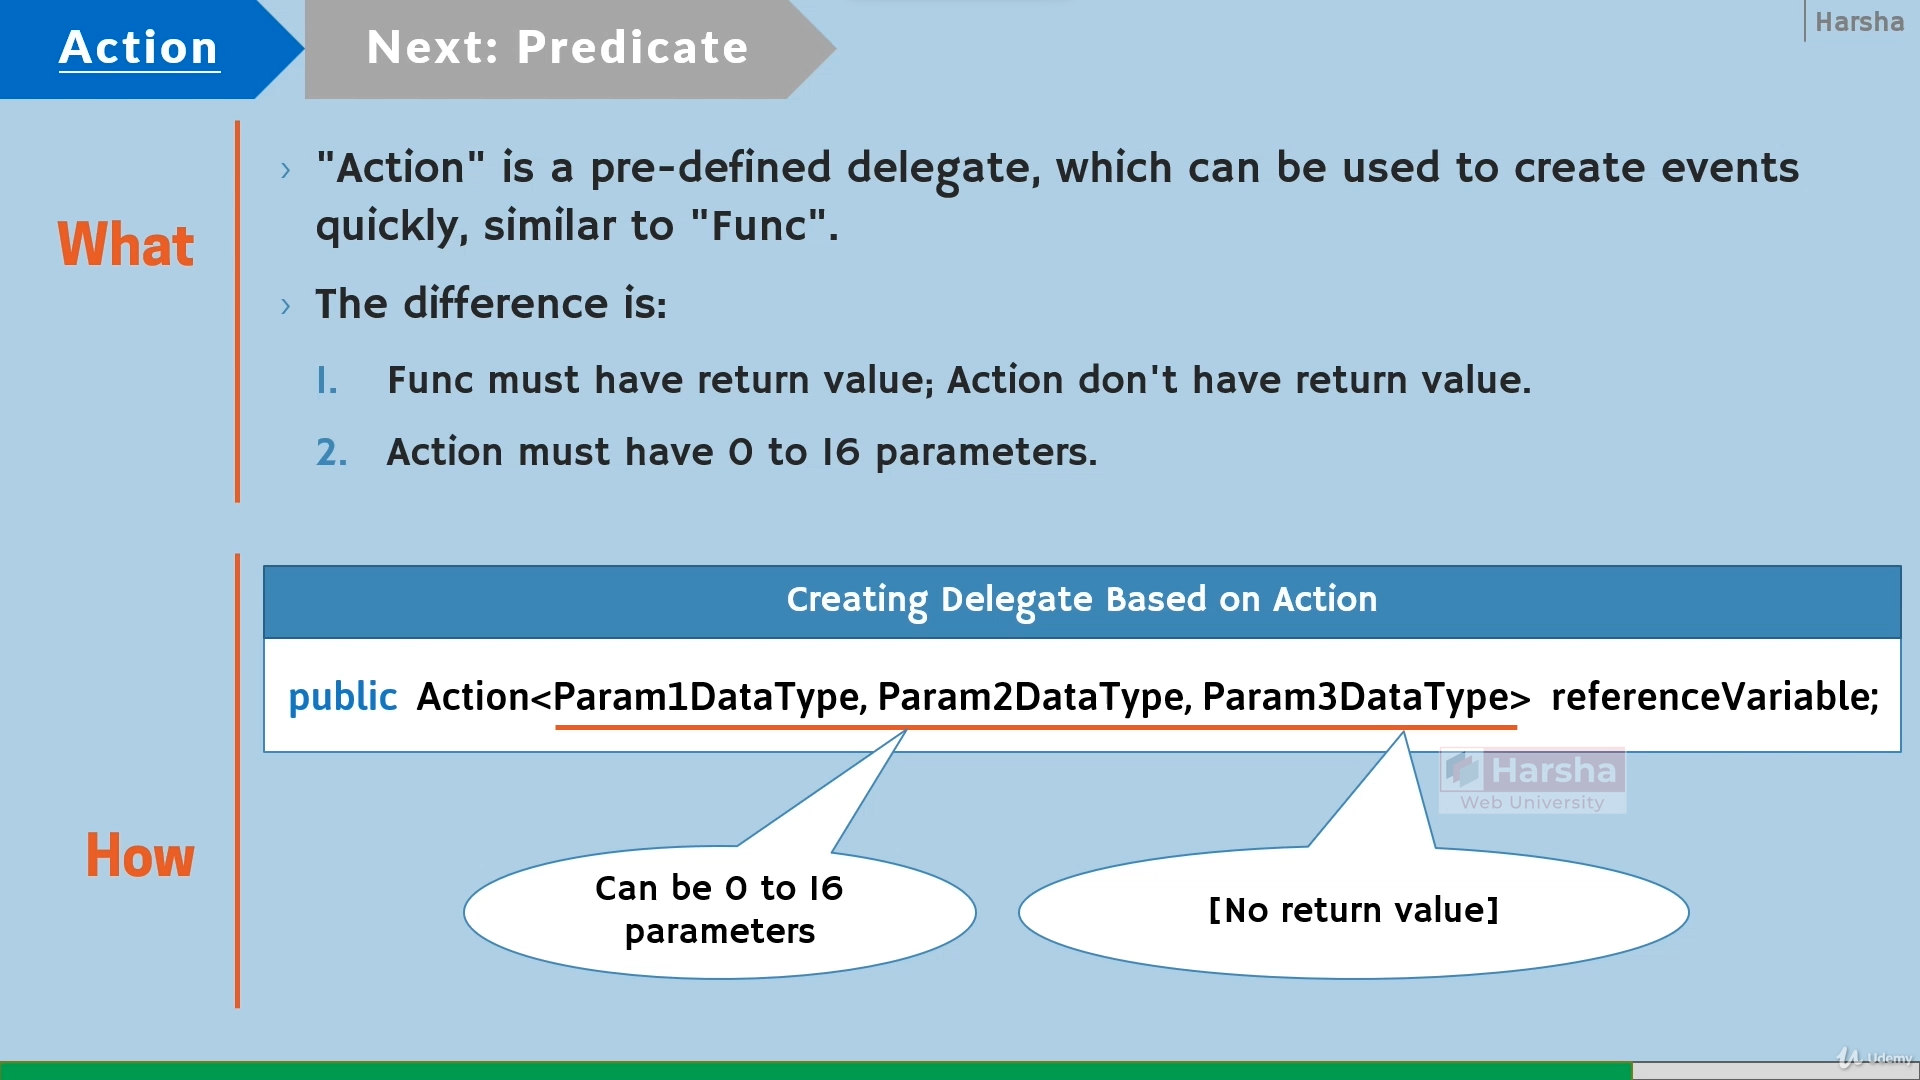 Action
Next: Predicate
Harsha
What
› "Action" is a pre-defined delegate, which can be used to create events
quickly, similar to "Func".
› The difference is:
1. Func must have return value; Action don't have return value.
2. Action must have 0 to 16 parameters.
How
Creating Delegate Based on Action
public Action<Param1DataType, Param2DataType, Param3DataType> referenceVariable;
Harsha
Web University
Can be 0 to 16
parameters
[No return value]
Udemy